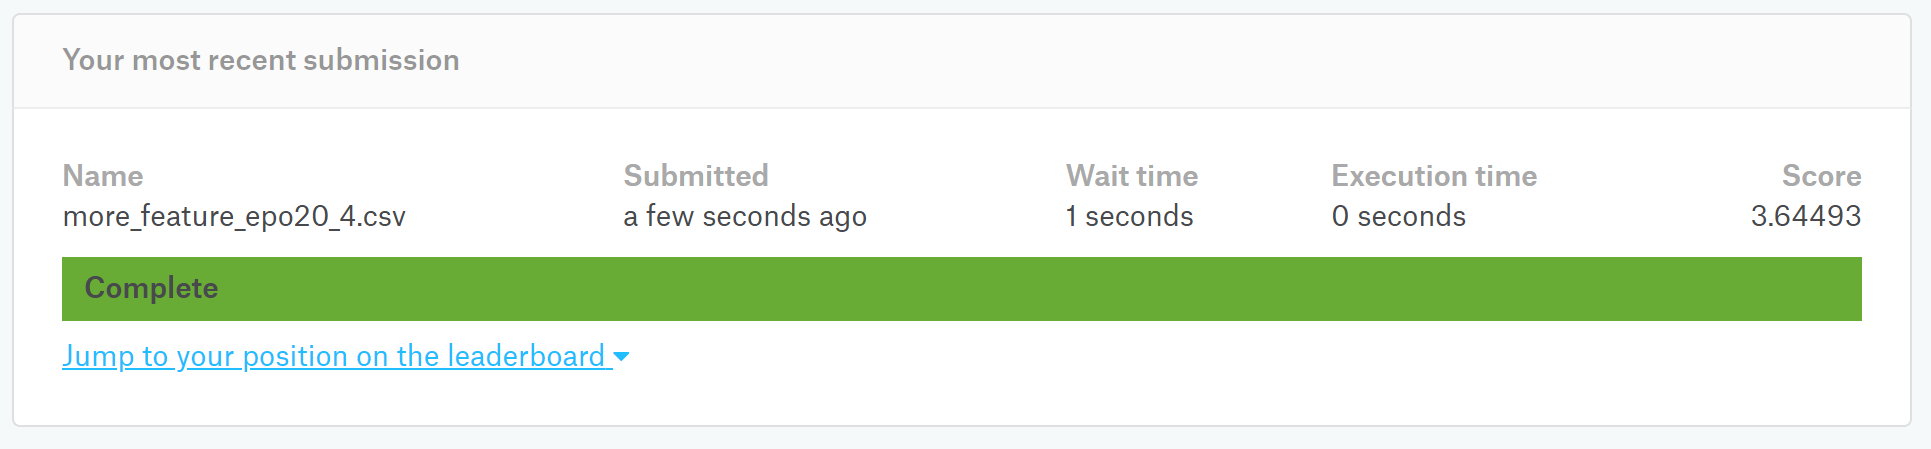 Your most recent submission
Name Submitted Wait time Execution time Score
more_feature_epo20_4.csv a few seconds ago 1 seconds 0 seconds 3.64493
Complete
Jump to your position on the leaderboard